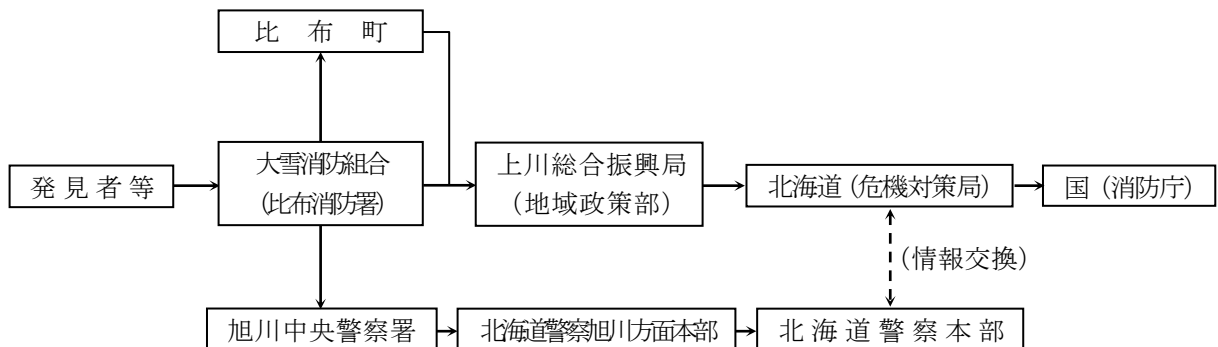 比布町
大雪消防組合
(比布消防署)
発見者等
上川総合振興局
(地域政策部)
北海道(危機対策局)
国(消防庁)
(情報交換)
旭川中央警察署
北海道警察旭川方面本部
北海道警察本部